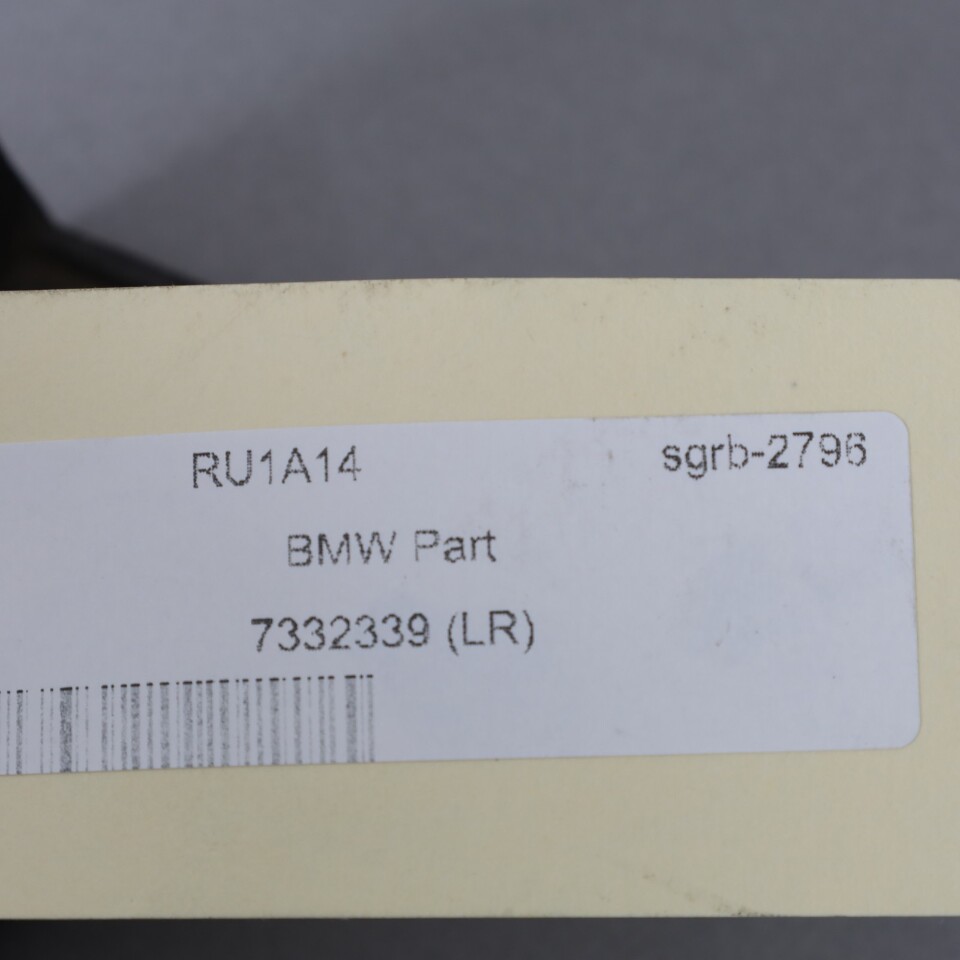 RU1A14 sgrb-2796
BMW Part
7332339 (LR)